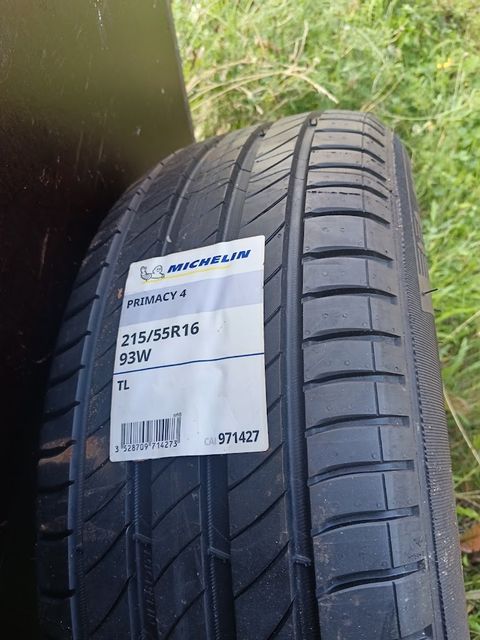 MICHELIN
PRIMACY 4
215/55R16
93W
TL
3 528709 714273
CAI 971427